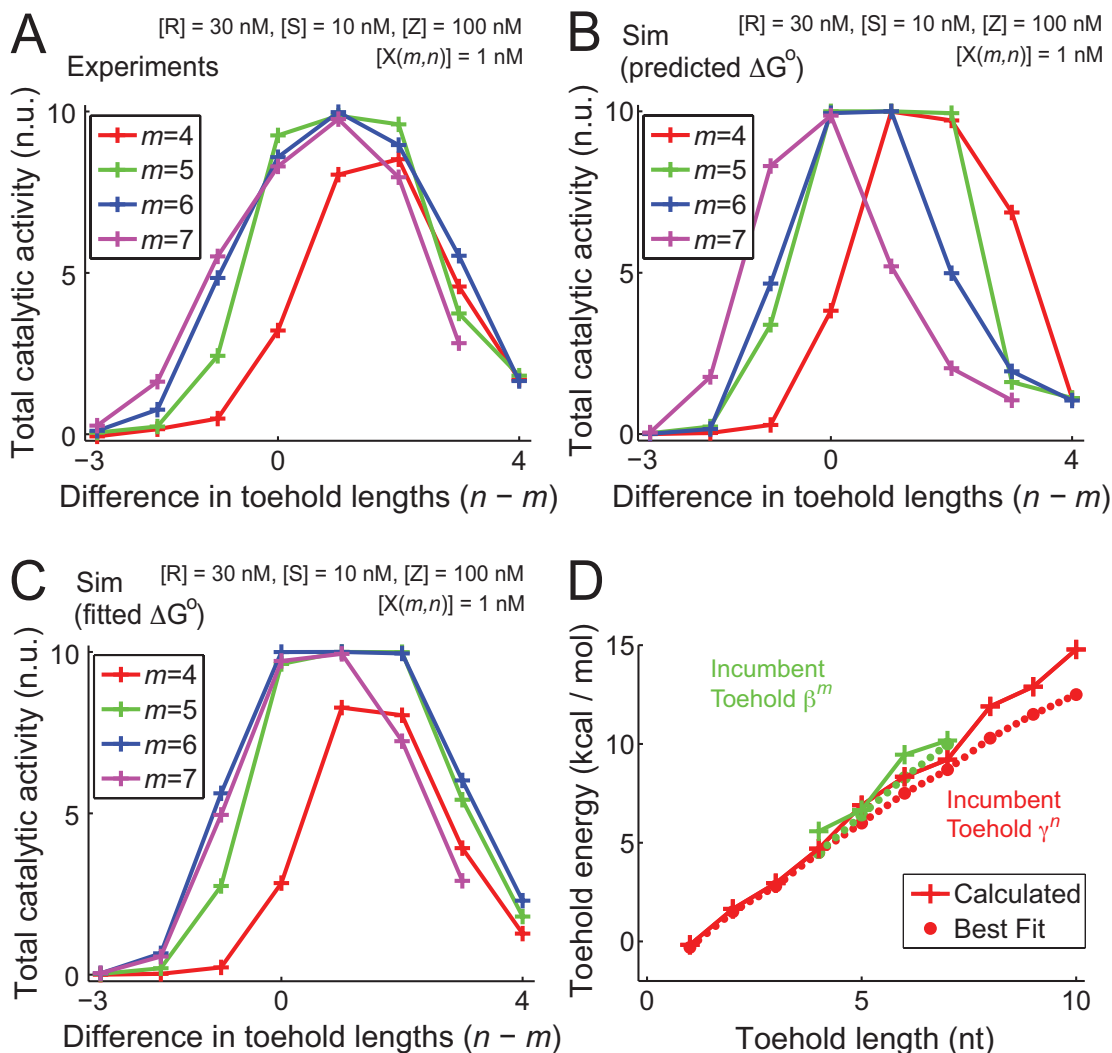 A
[R] = 30 nM, [S] = 10 nM, [Z] = 100 nM
[X(m,n)] = 1 nM
Experiments
Total catalytic activity (n.u.)
10
5
0
m=4
m=5
m=6
m=7
−3
0
4
Difference in toehold lengths (n − m)
B
[R] = 30 nM, [S] = 10 nM, [Z] = 100 nM
[X(m,n)] = 1 nM
Sim
(predicted ΔG°)
Total catalytic activity (n.u.)
10
5
0
m=4
m=5
m=6
m=7
−3
0
4
Difference in toehold lengths (n − m)
C
[R] = 30 nM, [S] = 10 nM, [Z] = 100 nM
[X(m,n)] = 1 nM
Sim
(fitted ΔG°)
Total catalytic activity (n.u.)
10
5
0
m=4
m=5
m=6
m=7
−3
0
4
Difference in toehold lengths (n − m)
D
Toehold energy (kcal / mol)
15
10
5
0
Incumbent
Toehold βᵐ
Incumbent
Toehold γⁿ
Calculated
Best Fit
0
5
10
Toehold length (nt)